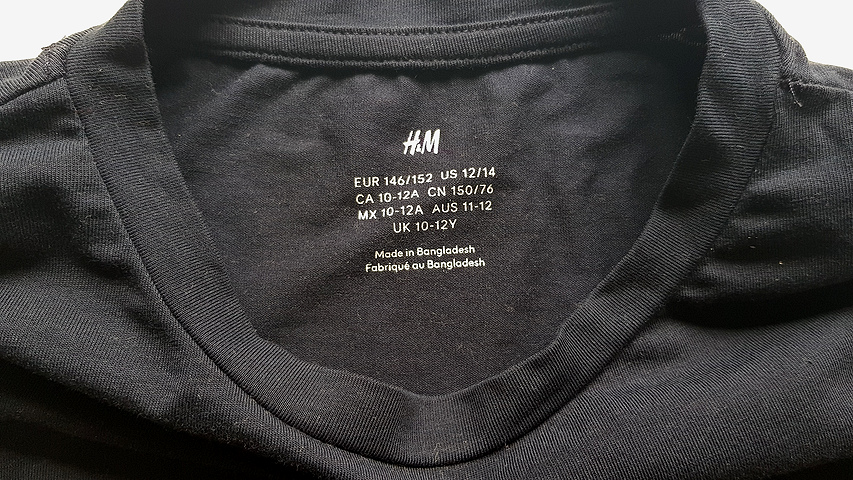 H&M
EUR 146/152 US 12/14
CA 10-12A CN 150/76
MX 10-12A AUS 11-12
UK 10-12Y
Made in Bangladesh
Fabriqué au Bangladesh